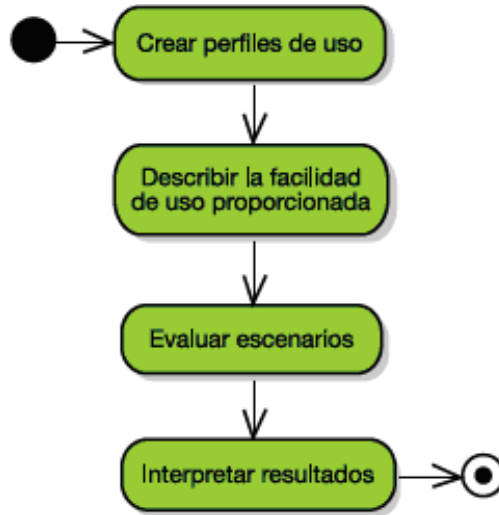 Crear perfiles de uso
Describir la facilidad
de uso proporcionada
Evaluar escenarios
Interpretar resultados